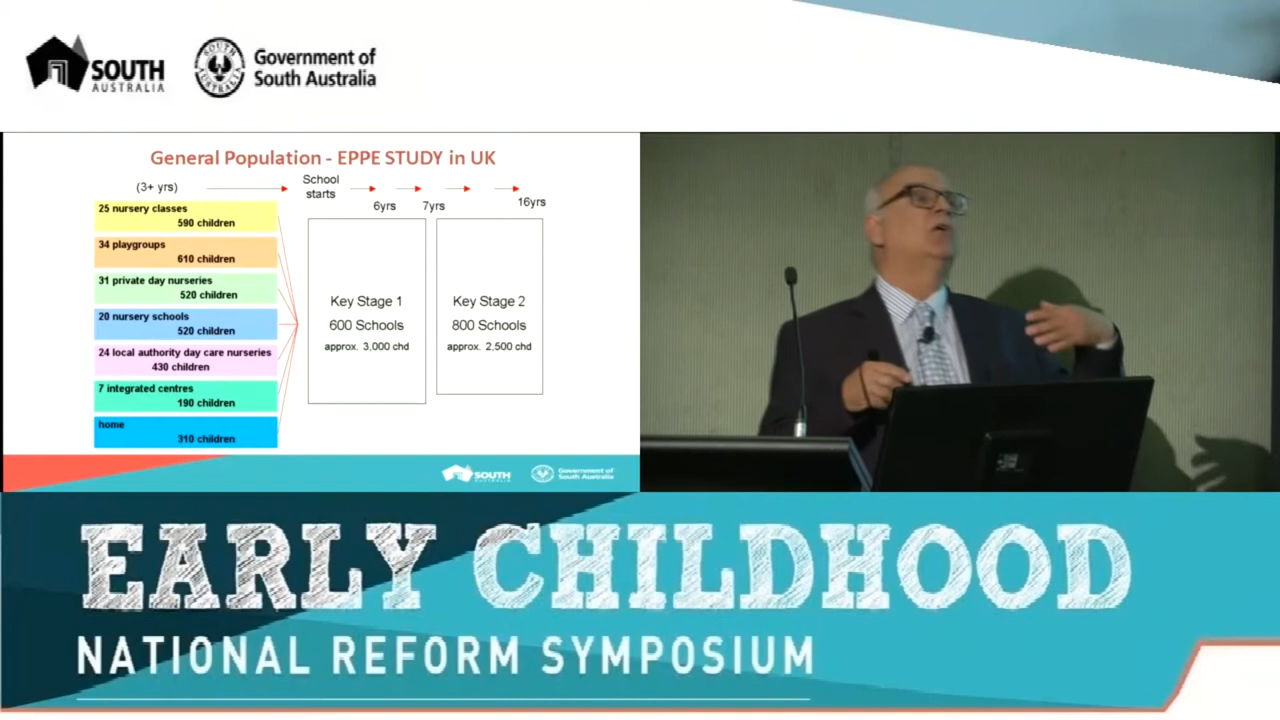 SOUTH
AUSTRALIA
Government of
South Australia
General Population - EPPE STUDY in UK
(3+ yrs)
School
starts
6yrs
7yrs
16yrs
25 nursery classes
590 children
34 playgroups
610 children
31 private day nurseries
520 children
20 nursery schools
520 children
24 local authority day care nurseries
430 children
7 integrated centres
190 children
home
310 children
Key Stage 1
600 Schools
approx. 3,000 chd
Key Stage 2
800 Schools
approx. 2,500 chd
SOUTH
AUSTRALIA
Government of
South Australia
EARLY CHILDHOOD
NATIONAL REFORM SYMPOSIUM